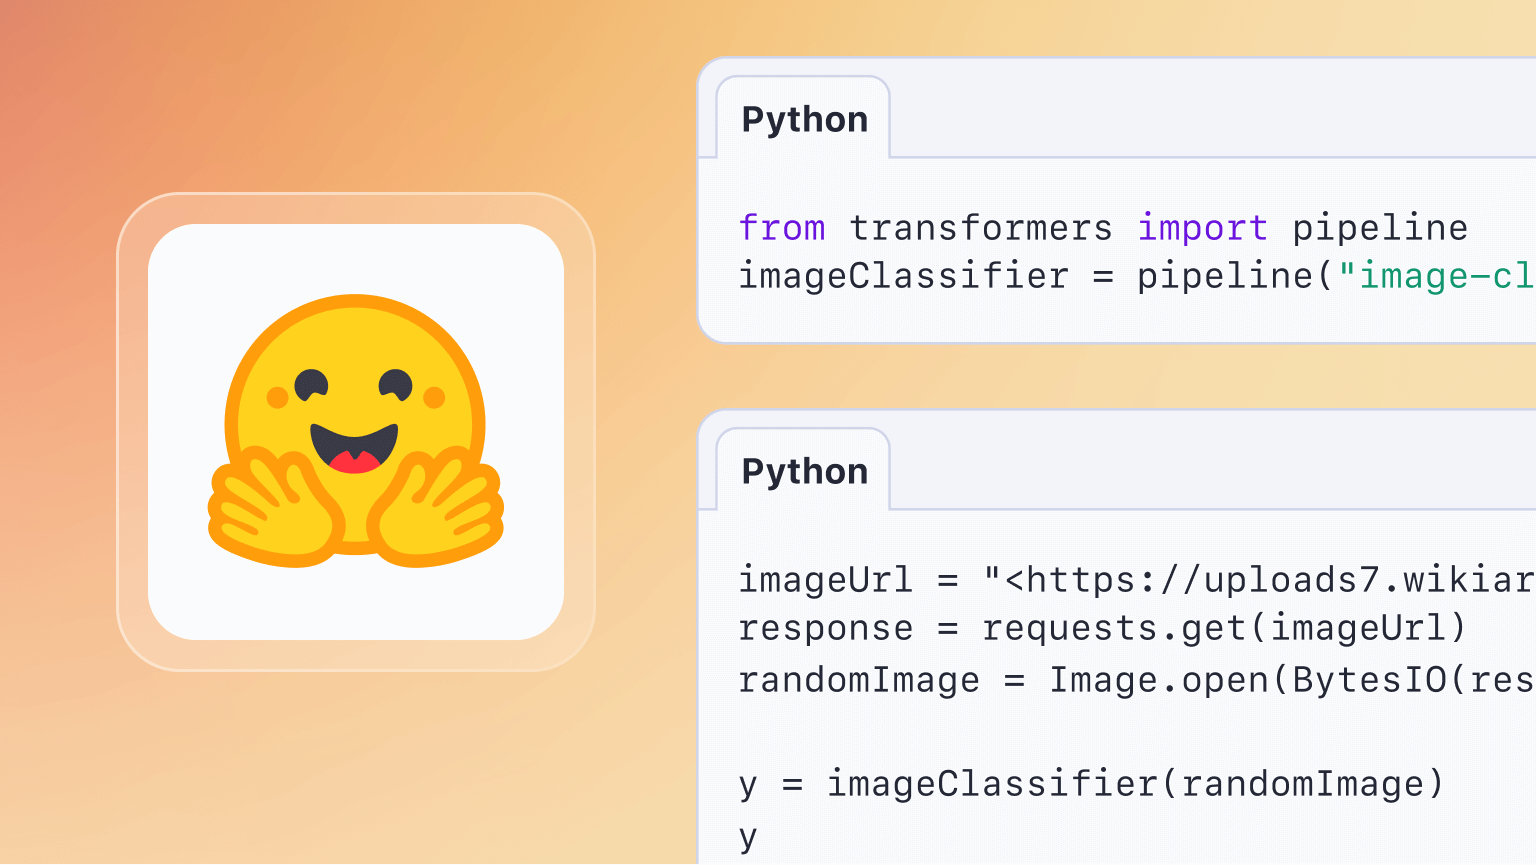 Python
from transformers import pipeline
imageClassifier = pipeline("image-cl
Python
imageUrl = "<https://uploads7.wikiar
response = requests.get(imageUrl)
randomImage = Image.open(BytesIO(res
y = imageClassifier(randomImage)
y